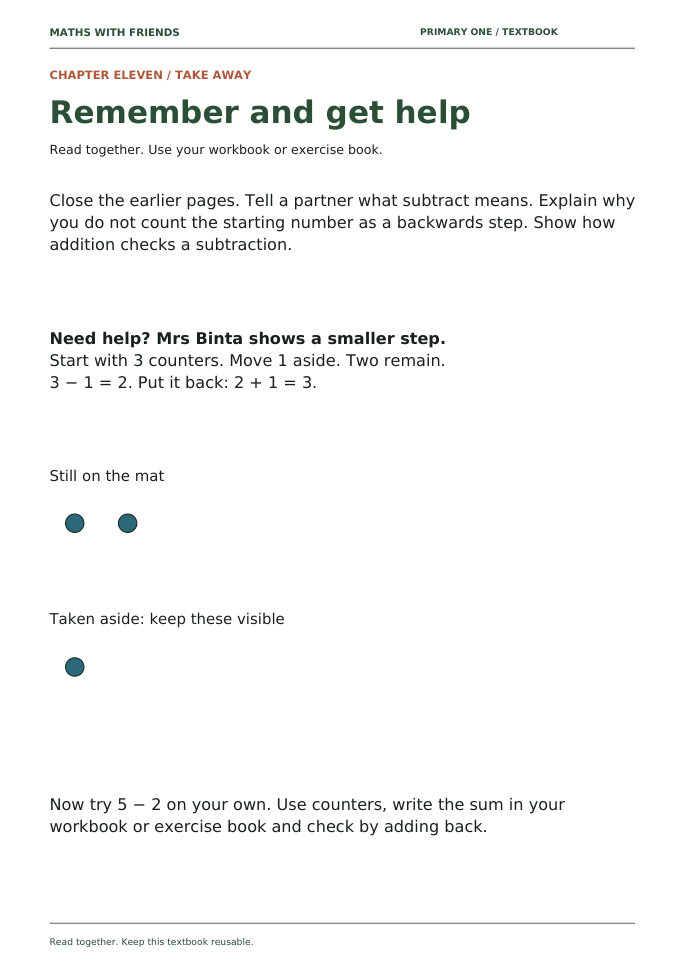 MATHS WITH FRIENDS
PRIMARY ONE / TEXTBOOK
CHAPTER ELEVEN / TAKE AWAY
Remember and get help
Read together. Use your workbook or exercise book.
Close the earlier pages. Tell a partner what subtract means. Explain why
you do not count the starting number as a backwards step. Show how
addition checks a subtraction.
Need help? Mrs Binta shows a smaller step.
Start with 3 counters. Move 1 aside. Two remain.
3 − 1 = 2. Put it back: 2 + 1 = 3.
Still on the mat
Taken aside: keep these visible
Now try 5 − 2 on your own. Use counters, write the sum in your
workbook or exercise book and check by adding back.
Read together. Keep this textbook reusable.